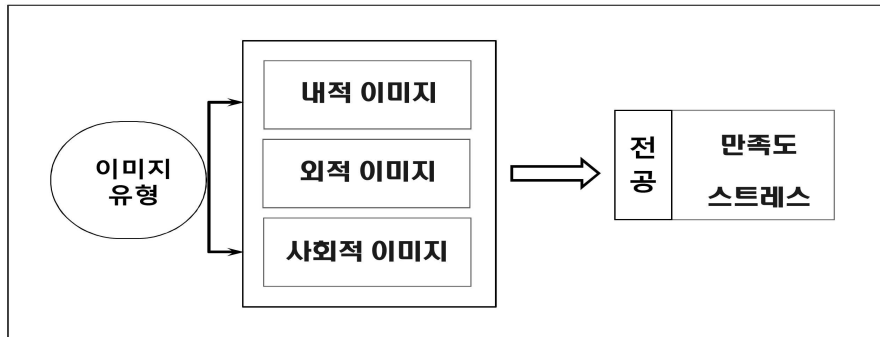 이미지
유형
내적 이미지
외적 이미지
사회적 이미지
전
공
만족도
스트레스